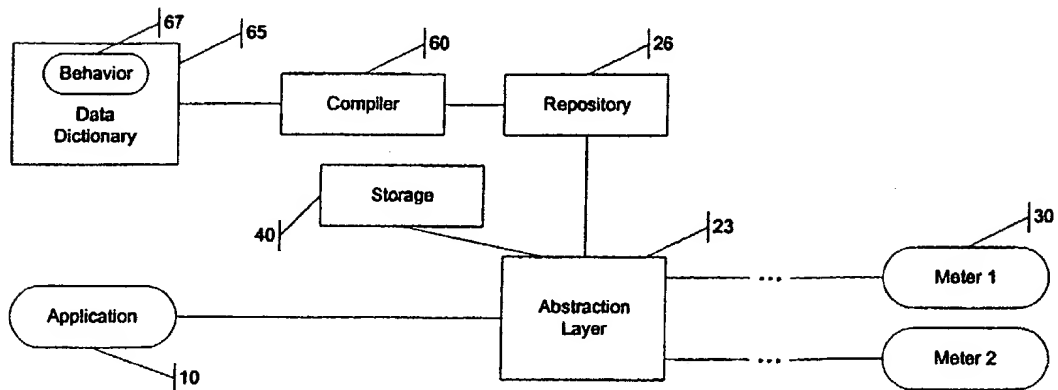 67
65
60
26
Behavior
Data
Dictionary
Compiler
Repository
Storage
40
23
30
Application
Abstraction
Layer
...
Meter 1
...
Meter 2
10